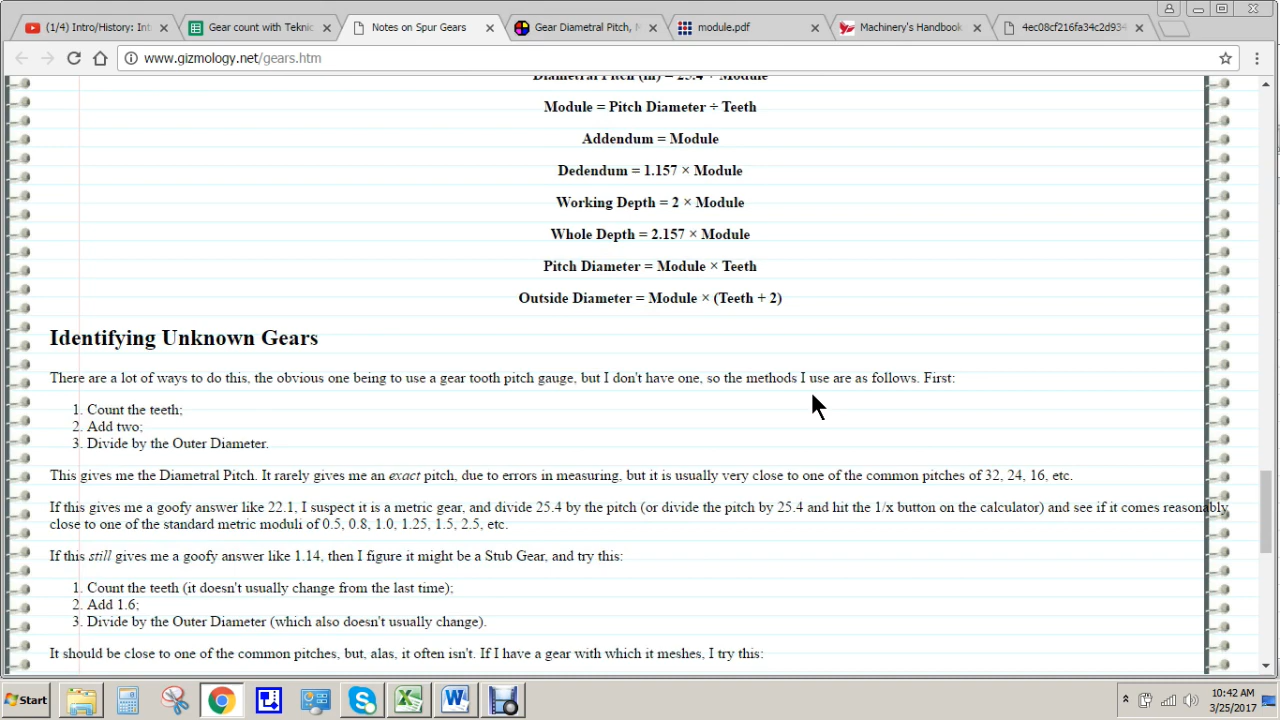 (1/4) Intro/History: Int
Gear count with Teknic
Notes on Spur Gears
Gear Diametral Pitch, M
module.pdf
Machinery's Handboo
4ec08cf216fa34c2d934
www.gizmology.net/gears.htm
Diametral Pitch (in) = 25.4 ÷ Module
Module = Pitch Diameter ÷ Teeth
Addendum = Module
Dedendum = 1.157 × Module
Working Depth = 2 × Module
Whole Depth = 2.157 × Module
Pitch Diameter = Module × Teeth
Outside Diameter = Module × (Teeth + 2)
Identifying Unknown Gears
There are a lot of ways to do this, the obvious one being to use a gear tooth pitch gauge, but I don't have one, so the methods I use are as follows. First:
1. Count the teeth;
2. Add two;
3. Divide by the Outer Diameter.
This gives me the Diametral Pitch. It rarely gives me an exact pitch, due to errors in measuring, but it is usually very close to one of the common pitches of 32, 24, 16, etc.
If this gives me a goofy answer like 22.1, I suspect it is a metric gear, and divide 25.4 by the pitch (or divide the pitch by 25.4 and hit the 1/x button on the calculator) and see if it comes reasonably
close to one of the standard metric moduli of 0.5, 0.8, 1.0, 1.25, 1.5, 2.5, etc.
If this still gives me a goofy answer like 1.14, then I figure it might be a Stub Gear, and try this:
1. Count the teeth (it doesn't usually change from the last time);
2. Add 1.6;
3. Divide by the Outer Diameter (which also doesn't usually change).
It should be close to one of the common pitches, but, alas, it often isn't. If I have a gear with which it meshes, I try this:
Start
10:42 AM
3/25/2017